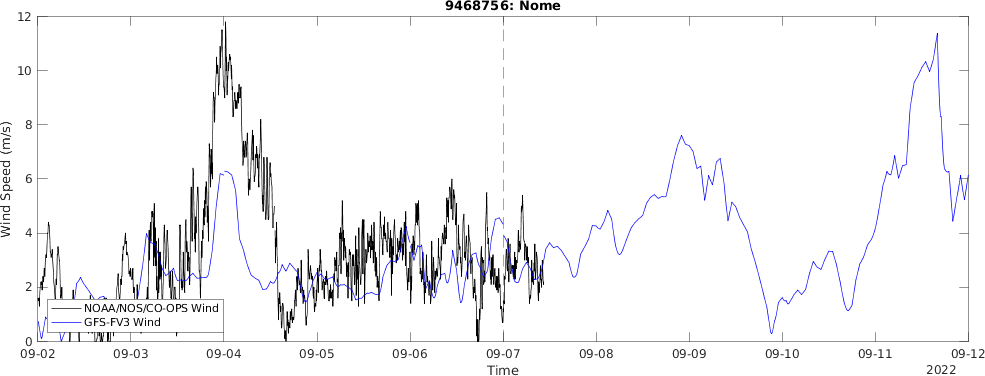 9468756: Nome
Wind Speed (m/s)
12
10
8
6
4
2
0
NOAA/NOS/CO-OPS Wind
GFS-FV3 Wind
09-02 09-03 09-04 09-05 09-06 09-07 09-08 09-09 09-10 09-11 09-12
Time
2022